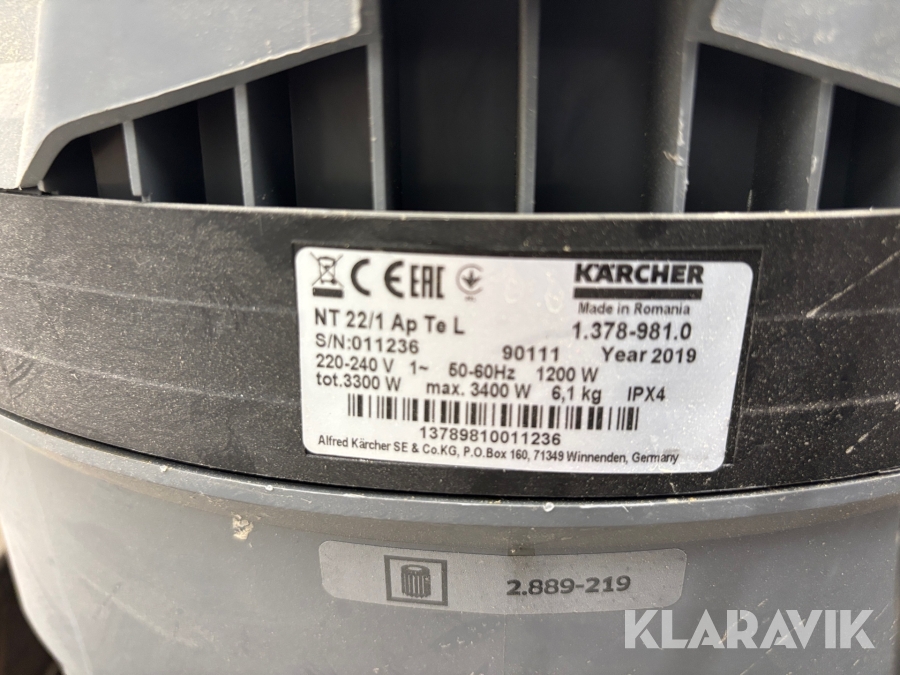 CE EAC
KÄRCHER
Made in Romania
NT 22/1 Ap Te L
1.378-981.0
S/N:011236
90111 Year 2019
220-240 V 1~ 50-60Hz 1200 W
tot.3300 W max. 3400 W 6,1 kg IPX4
13789810011236
Alfred Kärcher SE & Co.KG, P.O.Box 160, 71349 Winnenden, Germany
2.889-219
KLARAVIK